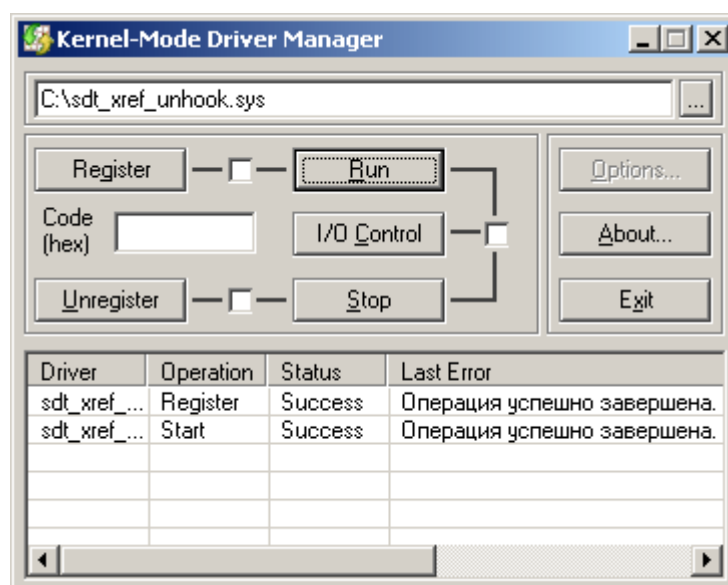 Kernel-Mode Driver Manager
C:\sdt_xref_unhook.sys ...
Register Run Options...
Code (hex) I/O Control About...
Unregister Stop Exit
Driver Operation Status Last Error
sdt_xref_... Register Success Операция успешно завершена.
sdt_xref_... Start Success Операция успешно завершена.